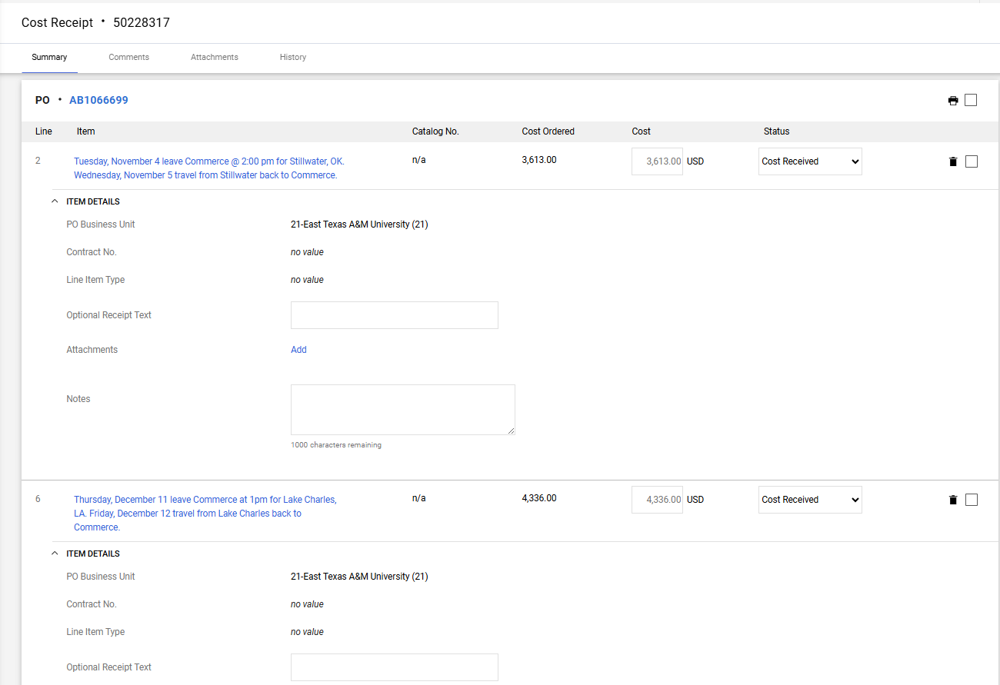 Cost Receipt • 50228317
Summary Comments Attachments History
PO • AB1066699
Line Item Catalog No. Cost Ordered Cost Status
2 Tuesday, November 4 leave Commerce @ 2:00 pm for Stillwater, OK. n/a 3,613.00 3,613.00 USD Cost Received
Wednesday, November 5 travel from Stillwater back to Commerce.
ITEM DETAILS
PO Business Unit 21-East Texas A&M University (21)
Contract No. no value
Line Item Type no value
Optional Receipt Text
Attachments Add
Notes
1000 characters remaining
6 Thursday, December 11 leave Commerce at 1pm for Lake Charles, n/a 4,336.00 4,336.00 USD Cost Received
LA. Friday, December 12 travel from Lake Charles back to
Commerce.
ITEM DETAILS
PO Business Unit 21-East Texas A&M University (21)
Contract No. no value
Line Item Type no value
Optional Receipt Text